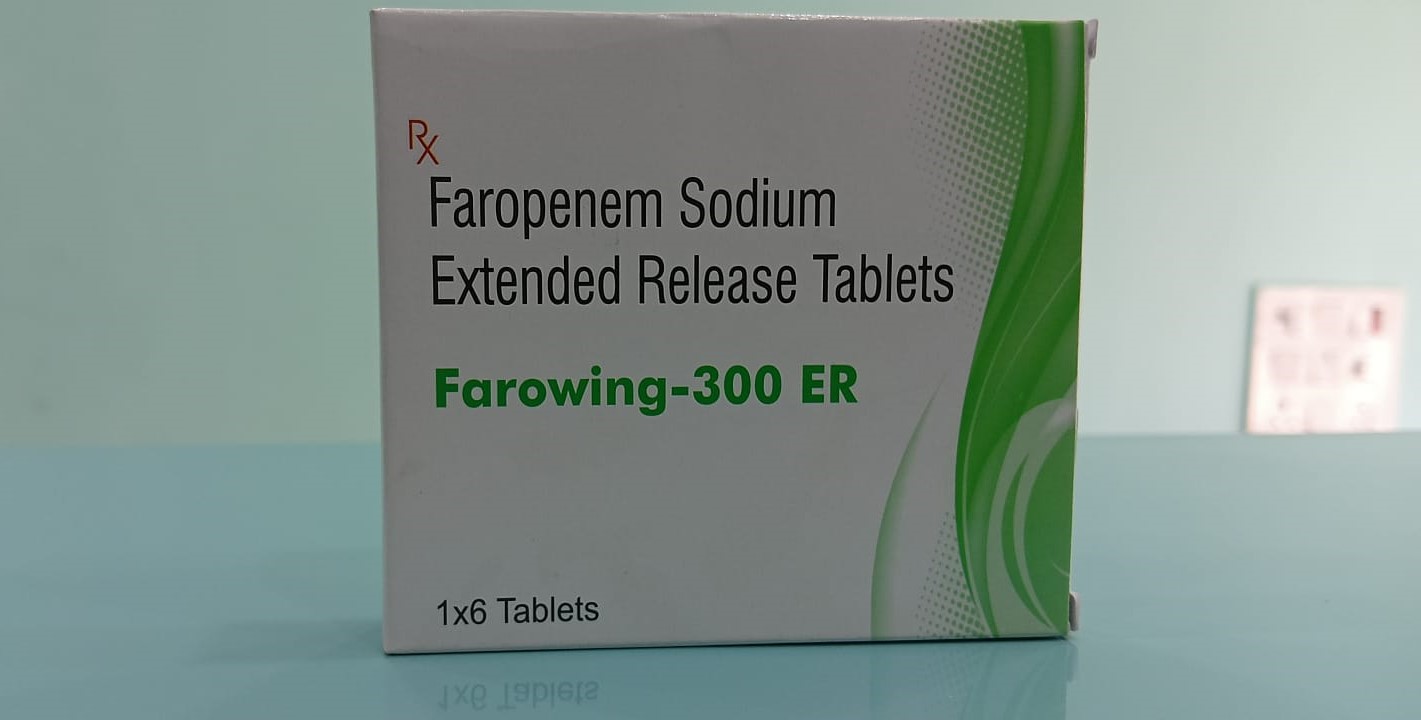 Rx
Faropenem Sodium
Extended Release Tablets
Farowing-300 ER
1x6 Tablets